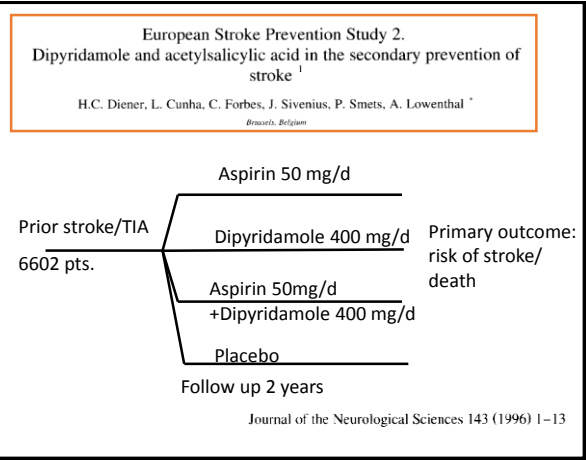 European Stroke Prevention Study 2.
Dipyridamole and acetylsalicylic acid in the secondary prevention of
stroke ¹
H.C. Diener, L. Cunha, C. Forbes, J. Sivenius, P. Smets, A. Lowenthal *
Brussels, Belgium
Aspirin 50 mg/d
Prior stroke/TIA
6602 pts.
Dipyridamole 400 mg/d
Primary outcome:
risk of stroke/
death
Aspirin 50mg/d
+Dipyridamole 400 mg/d
Placebo
Follow up 2 years
Journal of the Neurological Sciences 143 (1996) 1–13